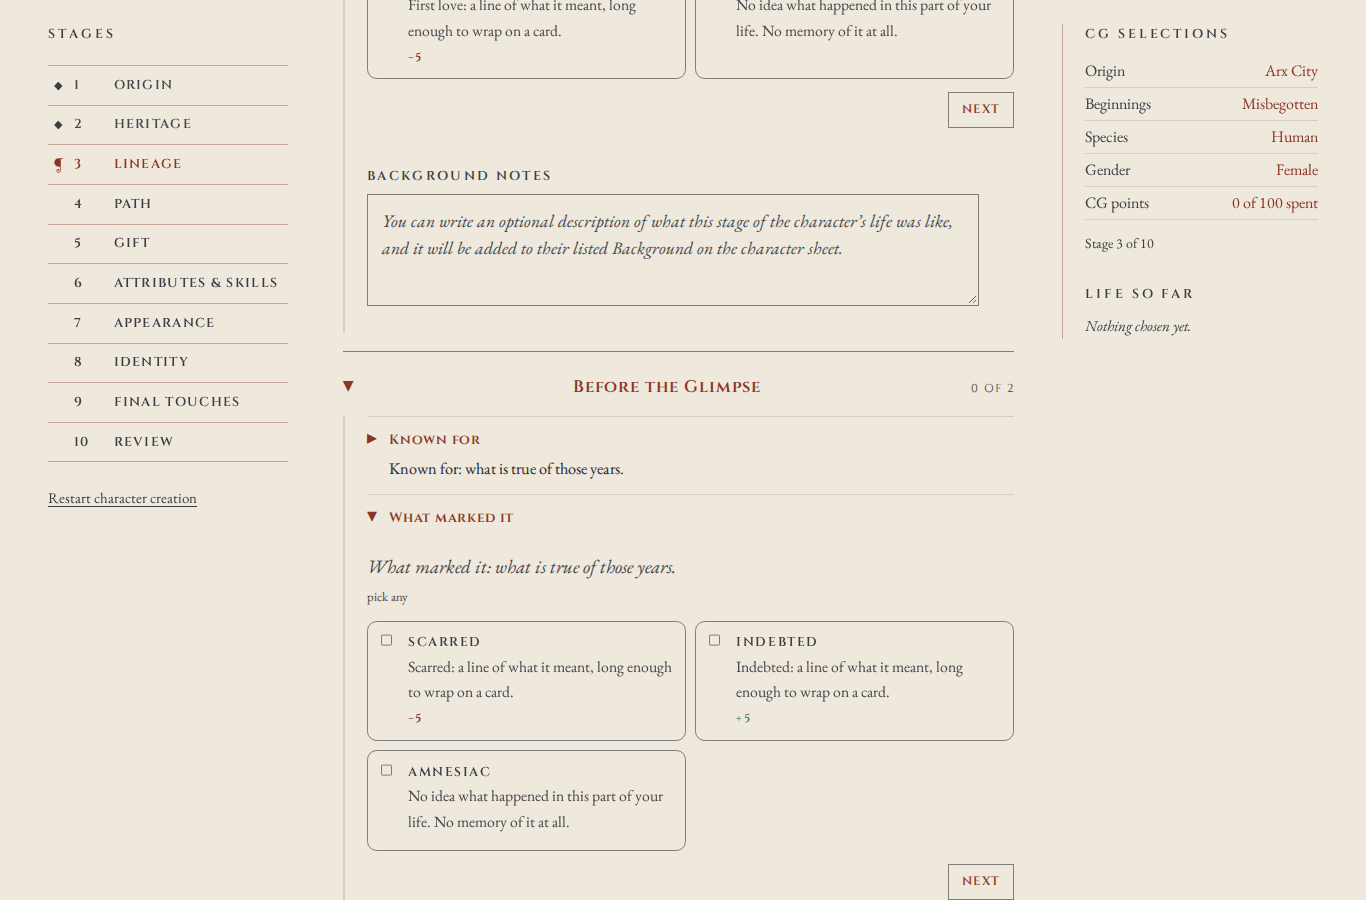 STAGES
◆ 1 ORIGIN
◆ 2 HERITAGE
¶ 3 LINEAGE
4 PATH
5 GIFT
6 ATTRIBUTES & SKILLS
7 APPEARANCE
8 IDENTITY
9 FINAL TOUCHES
10 REVIEW
Restart character creation
First love: a line of what it meant, long
enough to wrap on a card.
−5
No idea what happened in this part of your
life. No memory of it at all.
NEXT
BACKGROUND NOTES
You can write an optional description of what this stage of the character’s life was like,
and it will be added to their listed Background on the character sheet.
▼ Before the Glimpse 0 OF 2
▶ Known for
Known for: what is true of those years.
▼ What marked it
What marked it: what is true of those years.
pick any
SCARRED
Scarred: a line of what it meant, long enough
to wrap on a card.
−5
INDEBTED
Indebted: a line of what it meant, long
enough to wrap on a card.
+5
AMNESIAC
No idea what happened in this part of your
life. No memory of it at all.
NEXT
CG SELECTIONS
Origin Arx City
Beginnings Misbegotten
Species Human
Gender Female
CG points 0 of 100 spent
Stage 3 of 10
LIFE SO FAR
Nothing chosen yet.